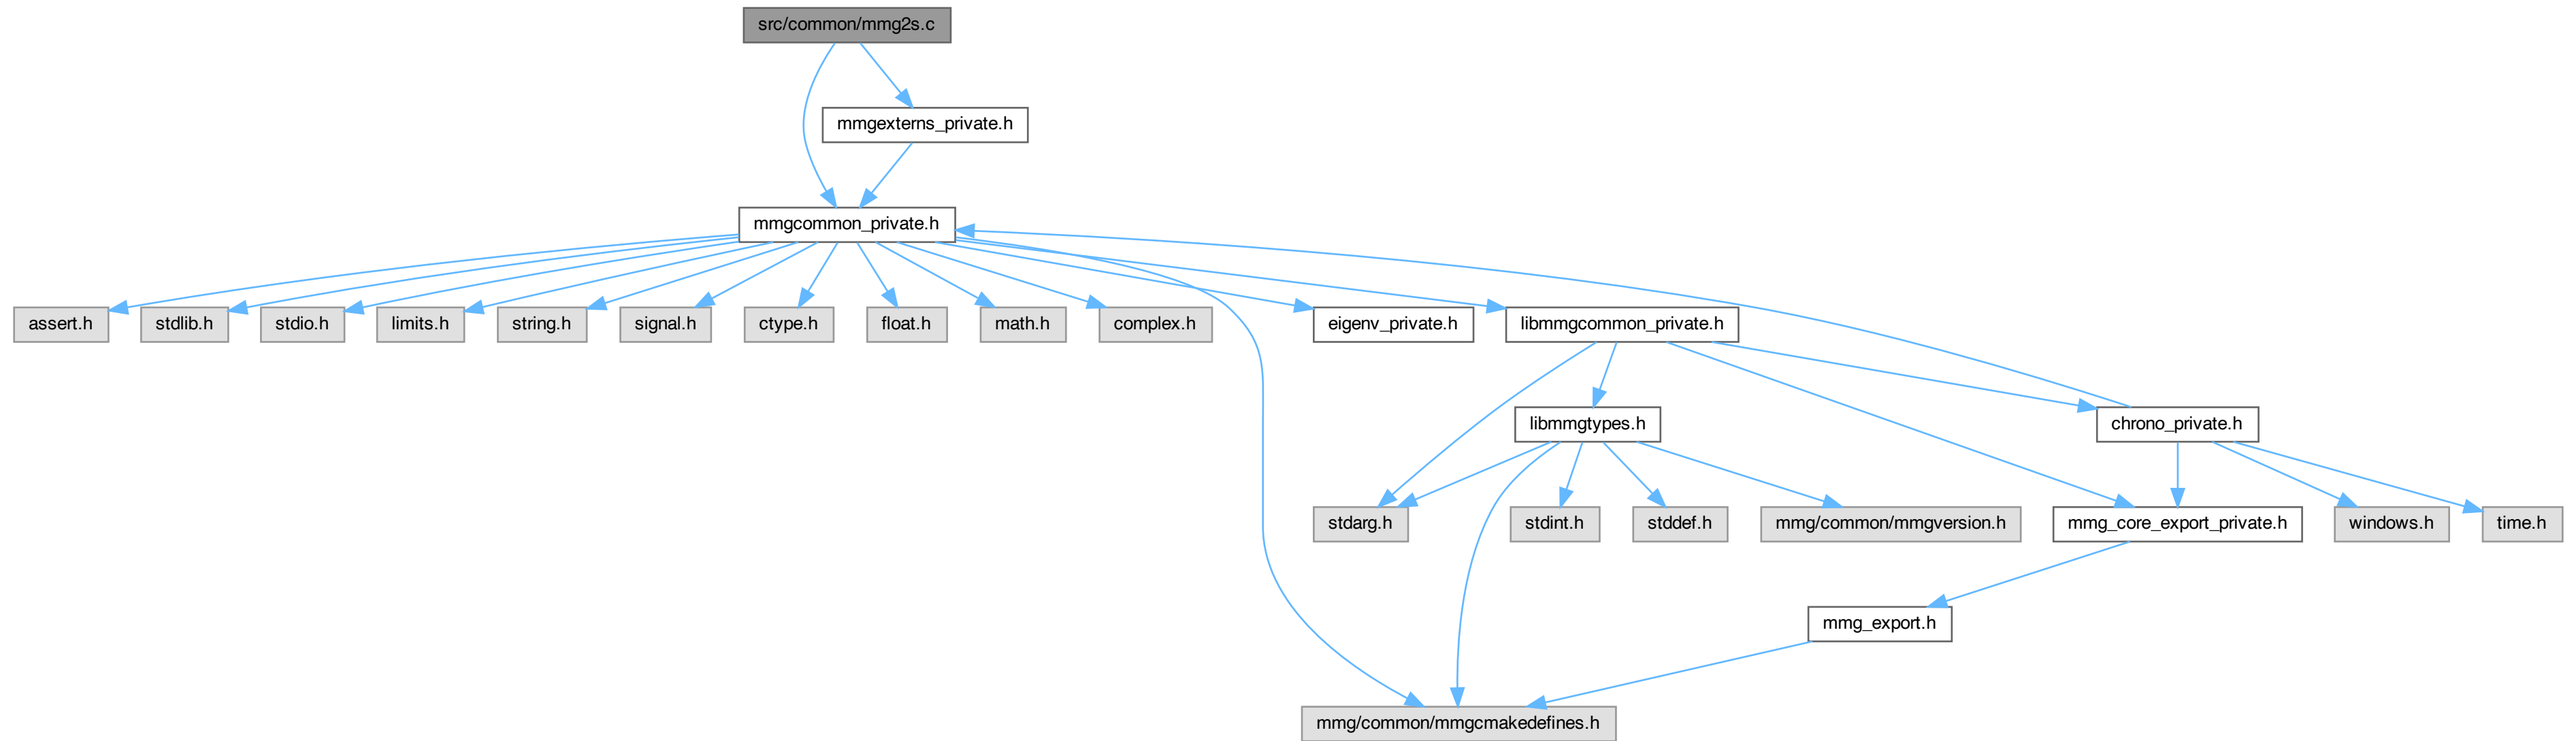 src/common/mmg2s.c
mmgexterns_private.h
mmgcommon_private.h
assert.h
stdlib.h
stdio.h
limits.h
string.h
signal.h
ctype.h
float.h
math.h
complex.h
eigenv_private.h
libmmgcommon_private.h
libmmgtypes.h
chrono_private.h
stdarg.h
stdint.h
stddef.h
mmg/common/mmgversion.h
mmg_core_export_private.h
windows.h
time.h
mmg_export.h
mmg/common/mmgcmakedefines.h